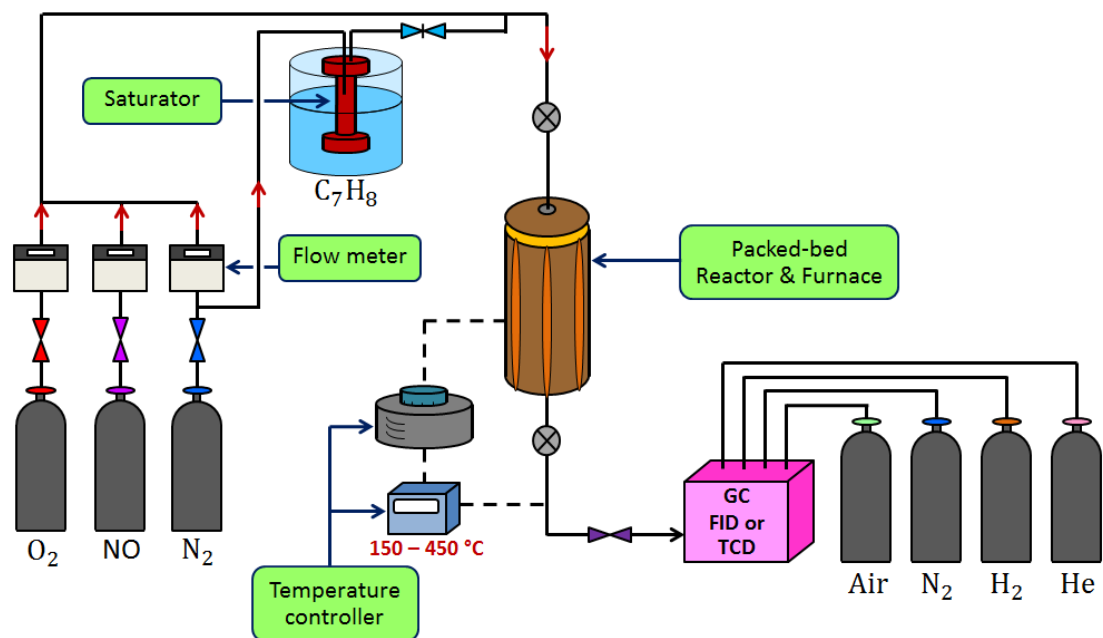 Saturator
C₇H₈
Flow meter
Packed-bed
Reactor & Furnace
O₂
NO
N₂
150 – 450 °C
Temperature
controller
GC
FID or
TCD
Air
N₂
H₂
He